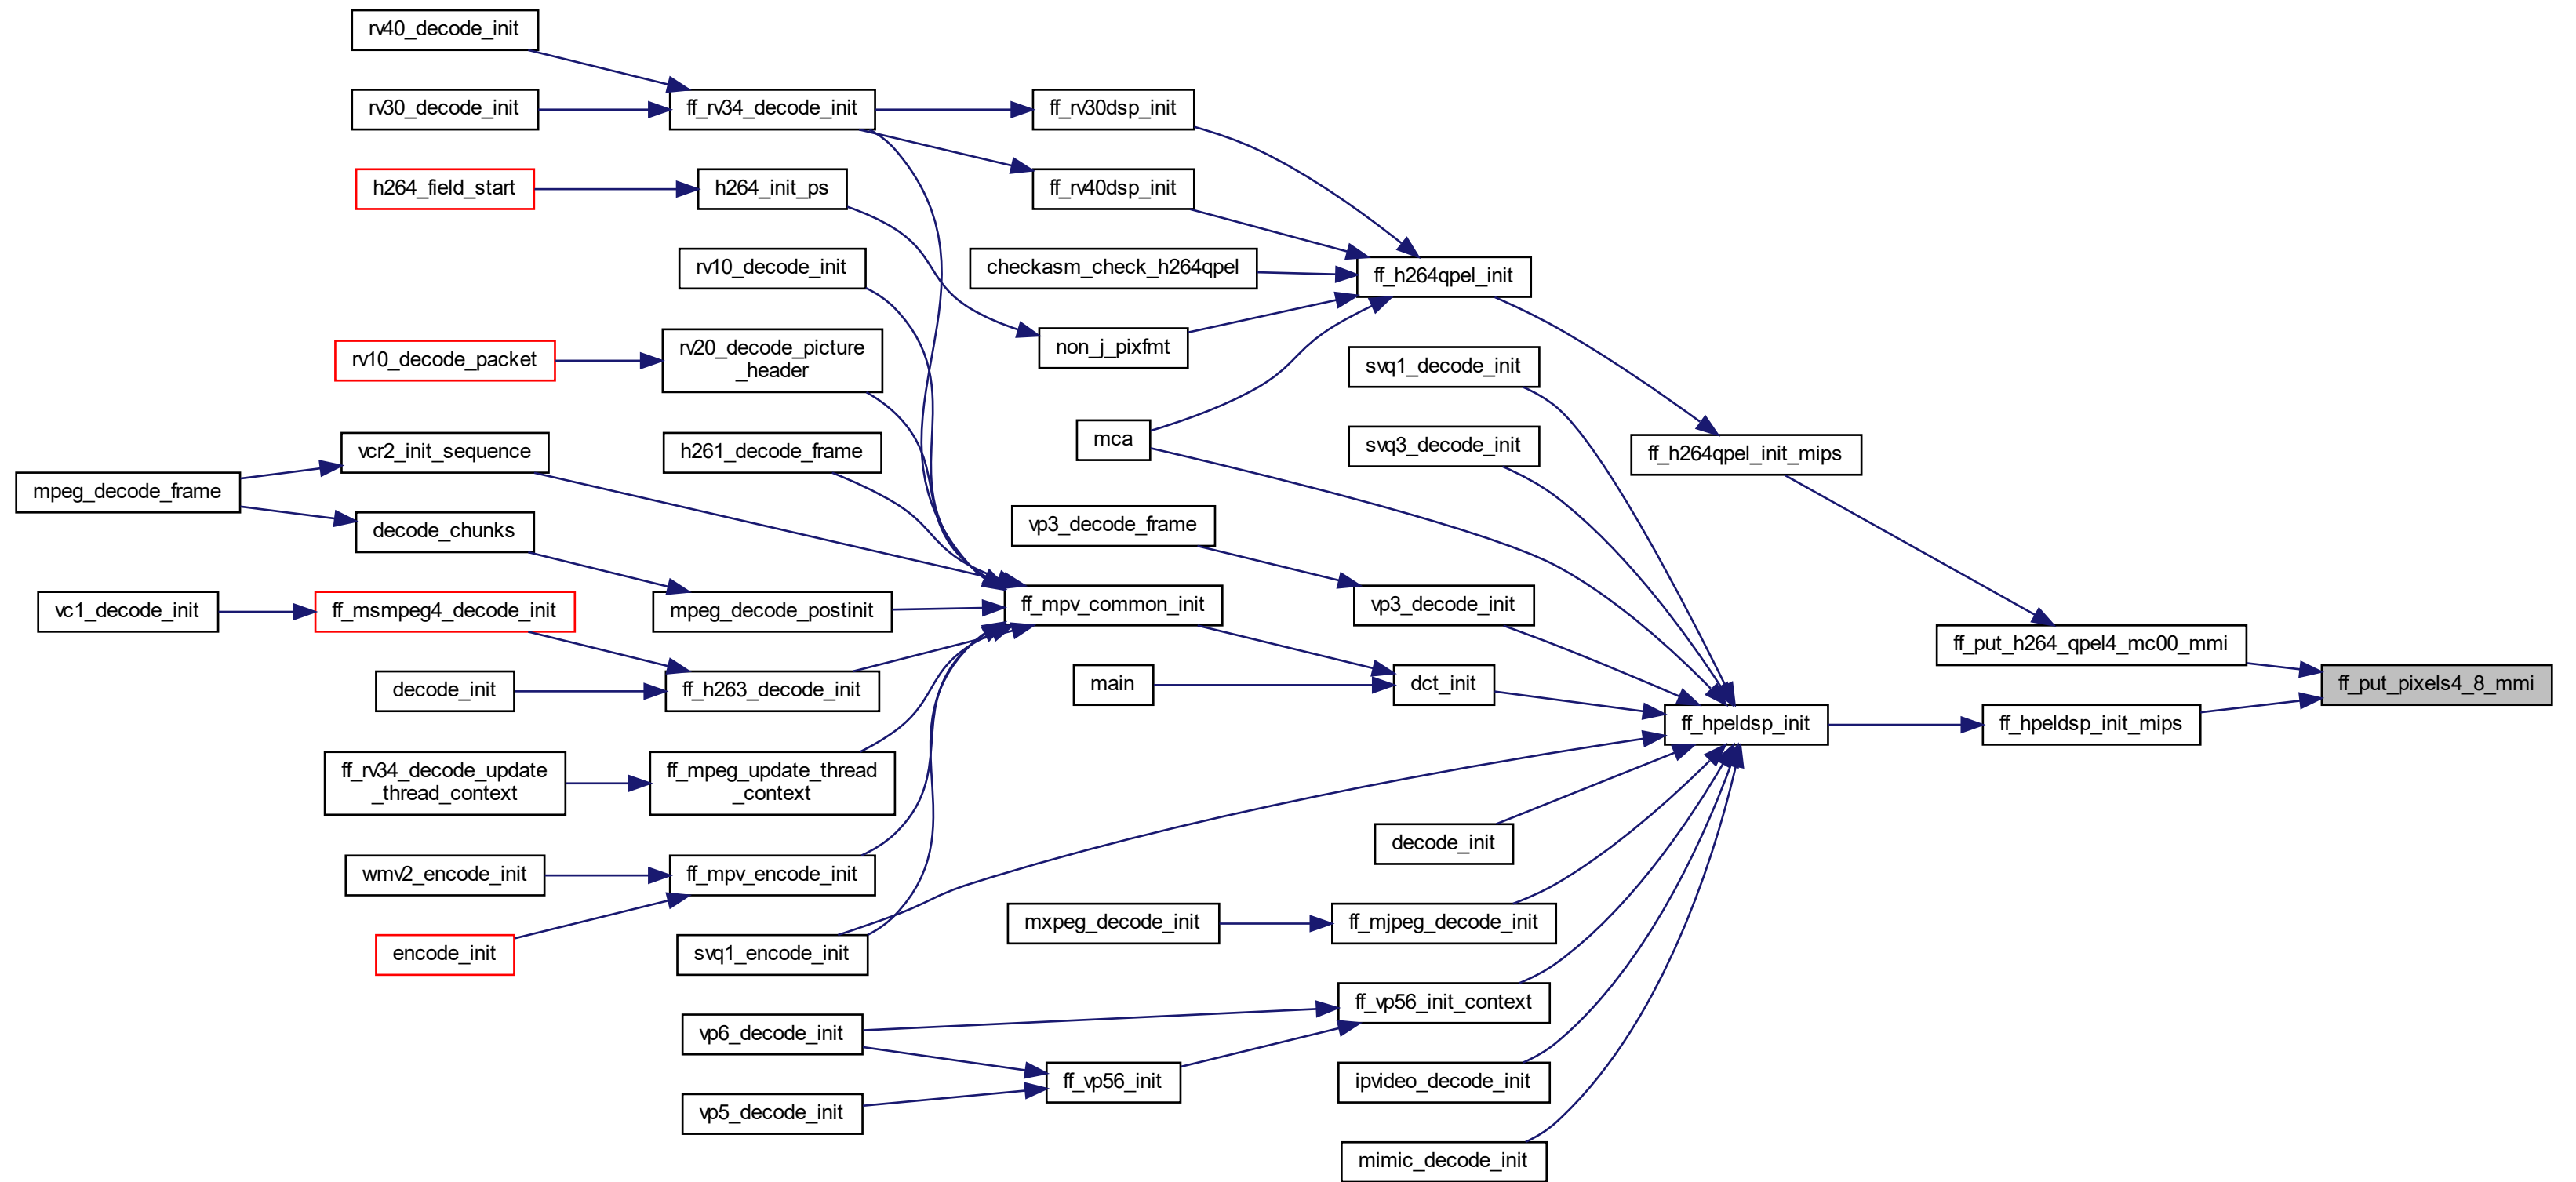 rv40_decode_init
rv30_decode_init
ff_rv34_decode_init
ff_rv30dsp_init
h264_field_start
h264_init_ps
ff_rv40dsp_init
rv10_decode_init
checkasm_check_h264qpel
ff_h264qpel_init
rv10_decode_packet
rv20_decode_picture
_header
non_j_pixfmt
svq1_decode_init
vcr2_init_sequence
h261_decode_frame
mca
svq3_decode_init
ff_h264qpel_init_mips
mpeg_decode_frame
decode_chunks
vp3_decode_frame
vc1_decode_init
ff_msmpeg4_decode_init
mpeg_decode_postinit
ff_mpv_common_init
vp3_decode_init
ff_put_h264_qpel4_mc00_mmi
decode_init
ff_h263_decode_init
main
dct_init
ff_put_pixels4_8_mmi
ff_hpeldsp_init
ff_hpeldsp_init_mips
ff_rv34_decode_update
_thread_context
ff_mpeg_update_thread
_context
decode_init
wmv2_encode_init
ff_mpv_encode_init
mxpeg_decode_init
ff_mjpeg_decode_init
encode_init
svq1_encode_init
ff_vp56_init_context
vp6_decode_init
ff_vp56_init
ipvideo_decode_init
vp5_decode_init
mimic_decode_init